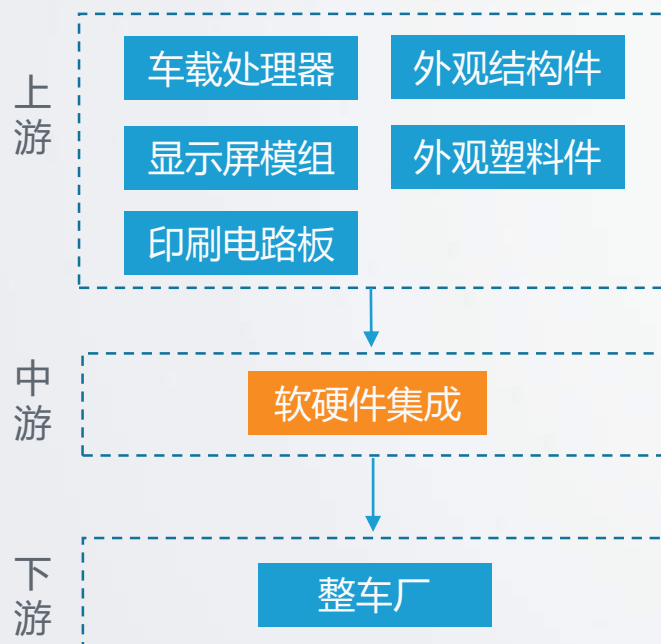 上游
车载处理器
外观结构件
显示屏模组
外观塑料件
印刷电路板
中游
软硬件集成
下游
整车厂